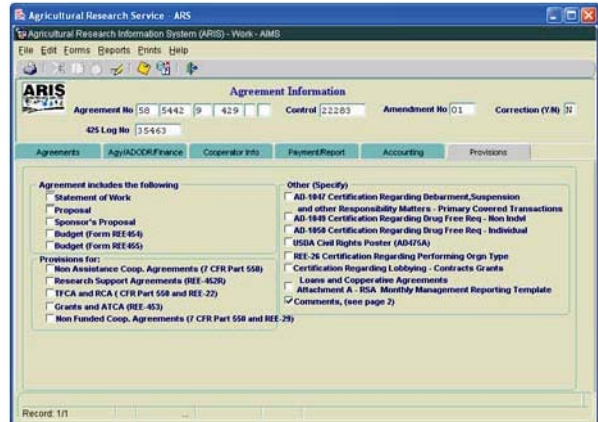 Agricultural Research Service - ARS
Agricultural Research Information System (ARIS) - Work - AIMS
File Edit Forms Reports Prints Help
ARIS
Agreement Information
Agreement No 58 5442 9 429 Control 22283 Amendment No 01 Correction (Y/N) N
425 Log No 35463
Agreements Agy/ADODR/Finance Cooperator Info Payment/Report Accounting Provisions
Agreement includes the following
Statement of Work
Proposal
Sponsor's Proposal
Budget (Form REE454)
Budget (Form REE455)
Provisions for:
Non Assistance Coop. Agreements (7 CFR Part 550)
Research Support Agreements (REE-452R)
TFCA and RCA ( CFR Part 550 and REE-22)
Grants and ATCA (REE-453)
Non Funded Coop. Agreements (7 CFR Part 550 and REE-29)
Other (Specify)
AD-1047 Certification Regarding Debarment,Suspension
and other Responsibility Matters - Primary Covered Transactions
AD-1049 Certification Regarding Drug Free Req - Non Indvl
AD-1050 Certification Regarding Drug Free Req - Individual
USDA Civil Rights Poster (AD475A)
REE-26 Certification Regarding Performing Orgn Type
Certification Regarding Lobbying - Contracts Grants
Loans and Copperative Agreements
Attachment A - RSA Monthly Management Reporting Template
Comments, (see page 2)
Record: 1/1